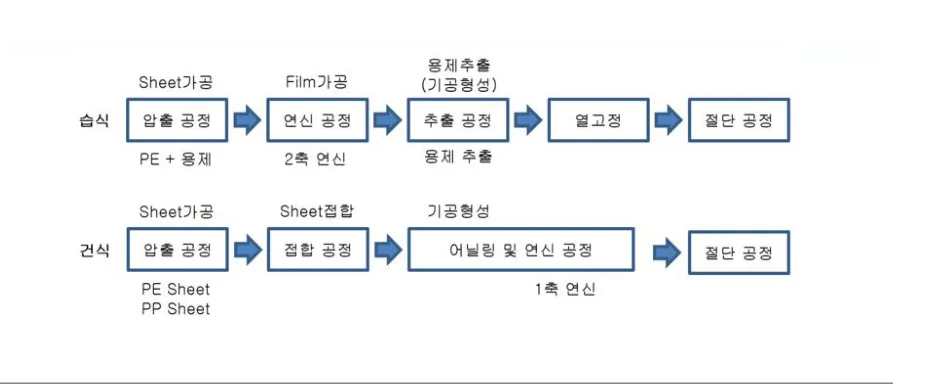 용제추출
Sheet가공 Film가공 (기공형성)
습식 압출 공정 연신 공정 추출 공정 열고정 절단 공정
PE + 용제 2축 연신 용제 추출
Sheet가공 Sheet접합 기공형성
건식 압출 공정 접합 공정 어닐링 및 연신 공정 절단 공정
PE Sheet 1축 연신
PP Sheet